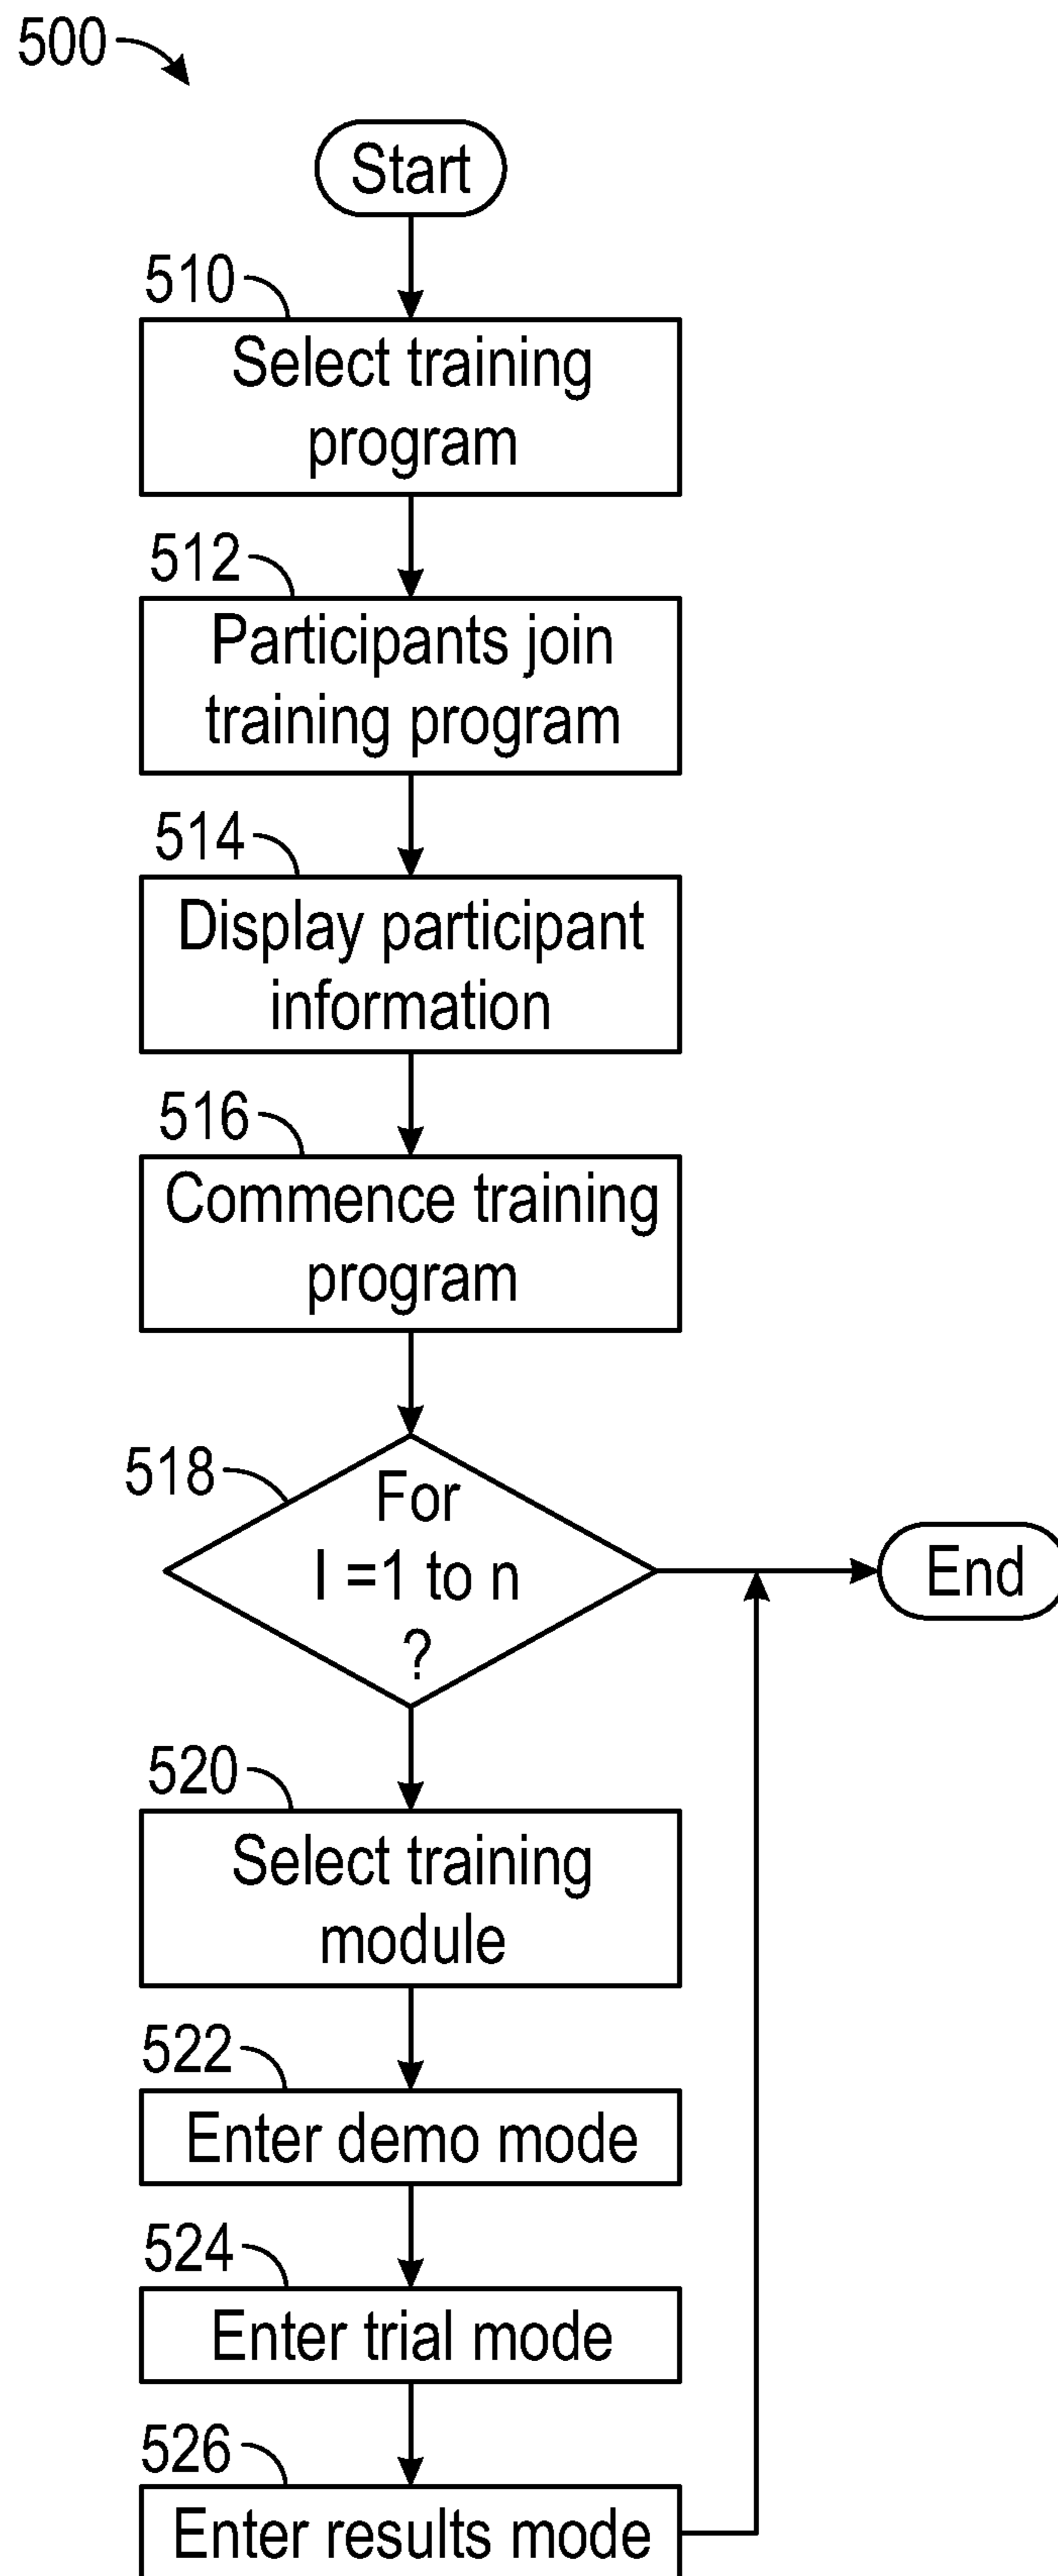 500
Start
510
Select training
program
512
Participants join
training program
514
Display participant
information
516
Commence training
program
518
For
I =1 to n
?
End
520
Select training
module
522
Enter demo mode
524
Enter trial mode
526
Enter results mode